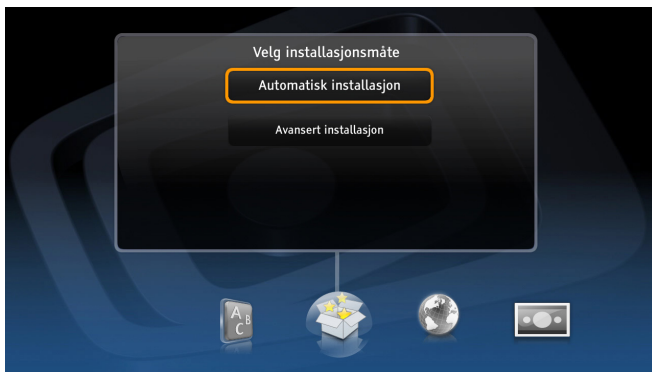 Velg installasjonsmåte
Automatisk installasjon
Avansert installasjon
A B
C